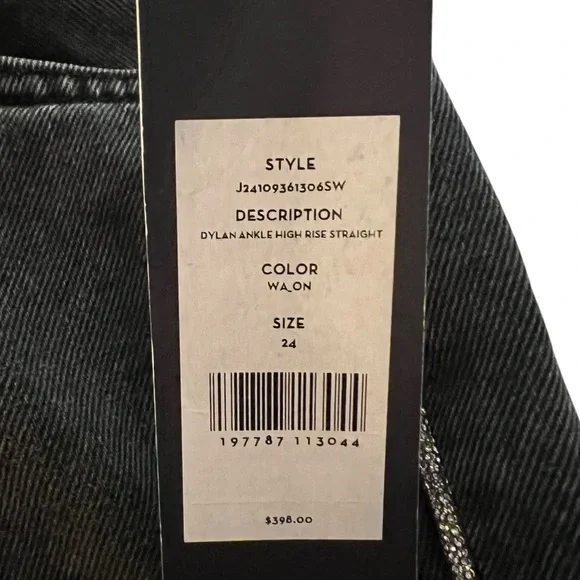 STYLE
J24109361306SW
DESCRIPTION
DYLAN ANKLE HIGH RISE STRAIGHT
COLOR
WA_ON
SIZE
24
197787 113044
$398.00